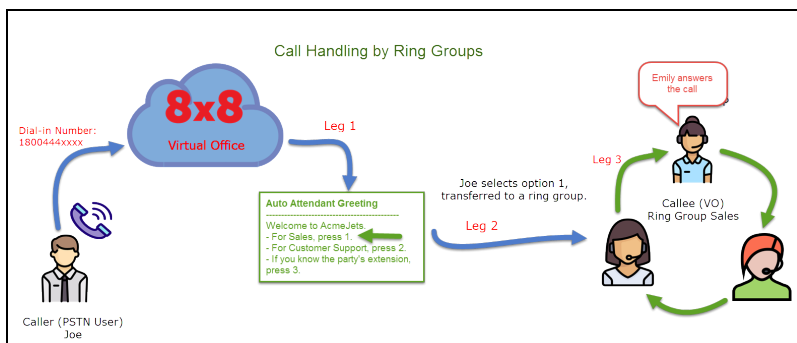 Call Handling by Ring Groups
Emily answers
the call
8x8
Virtual Office
Dial-in Number:
1800444xxxx
Leg 1
Auto Attendant Greeting
Welcome to AcmeJets,
- For Sales, press 1.
- For Customer Support, press 2.
- If you know the party's extension,
press 3.
Joe selects option 1,
transferred to a ring group.
Leg 2
Leg 3
Callee (VO)
Ring Group Sales
Caller (PSTN User)
Joe